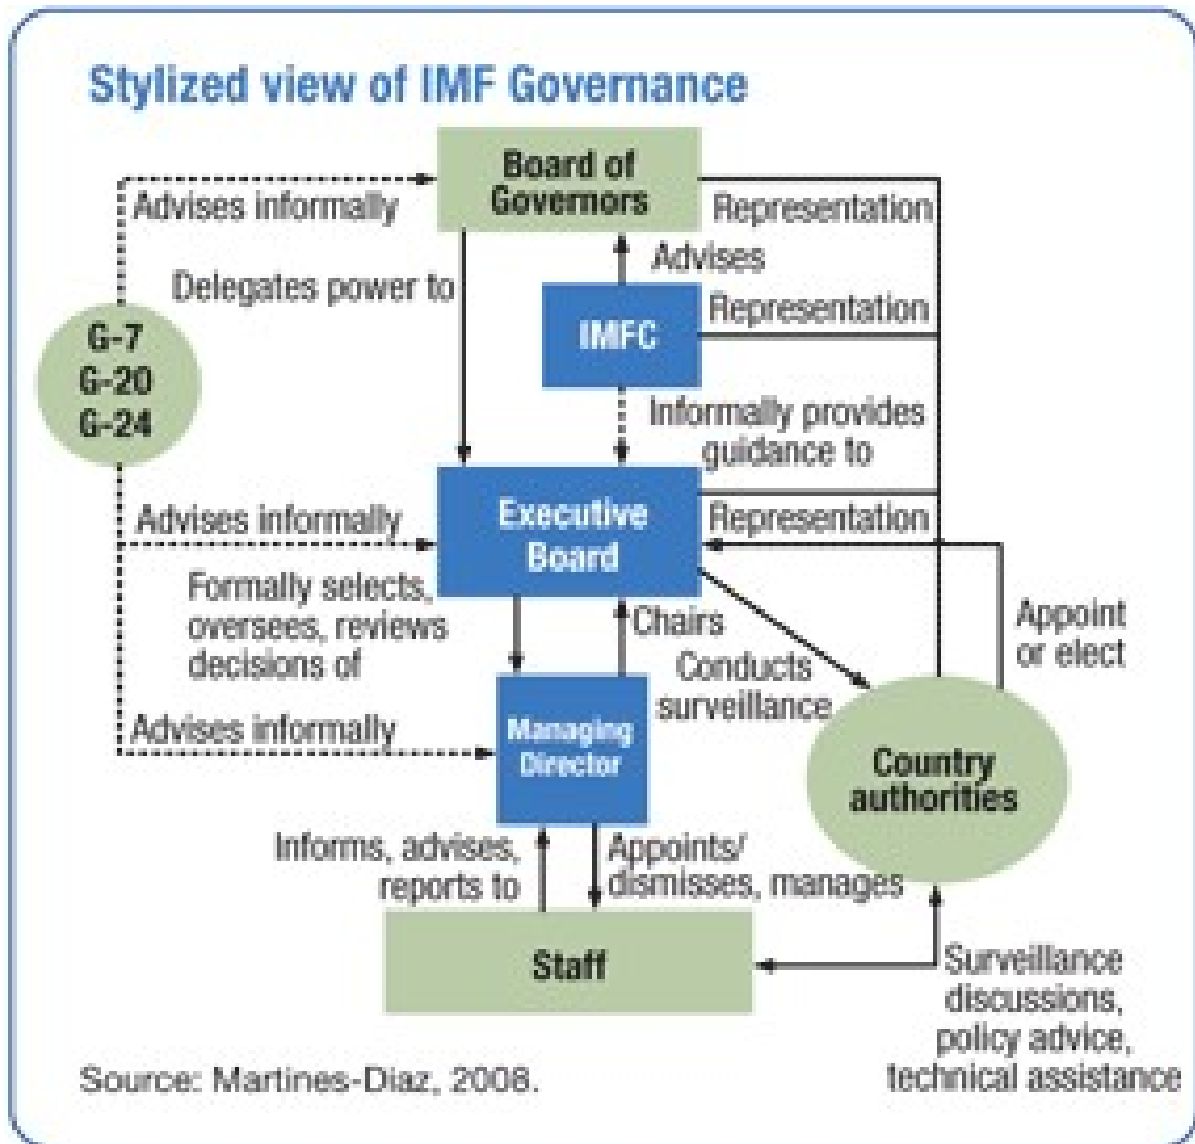 Stylized view of IMF Governance
Board of
Governors
Advises informally
Representation
Advises
Delegates power to
IMFC
Representation
G-7
G-20
G-24
Informally provides
guidance to
Advises informally
Executive
Board
Representation
Formally selects,
oversees, reviews
decisions of
Chairs
Appoint
or elect
Conducts
surveillance
Advises informally
Managing
Director
Country
authorities
Informs, advises,
reports to
Appoints/
dismisses, manages
Staff
Surveillance
discussions,
policy advice,
technical assistance
Source: Martines-Diaz, 2008.